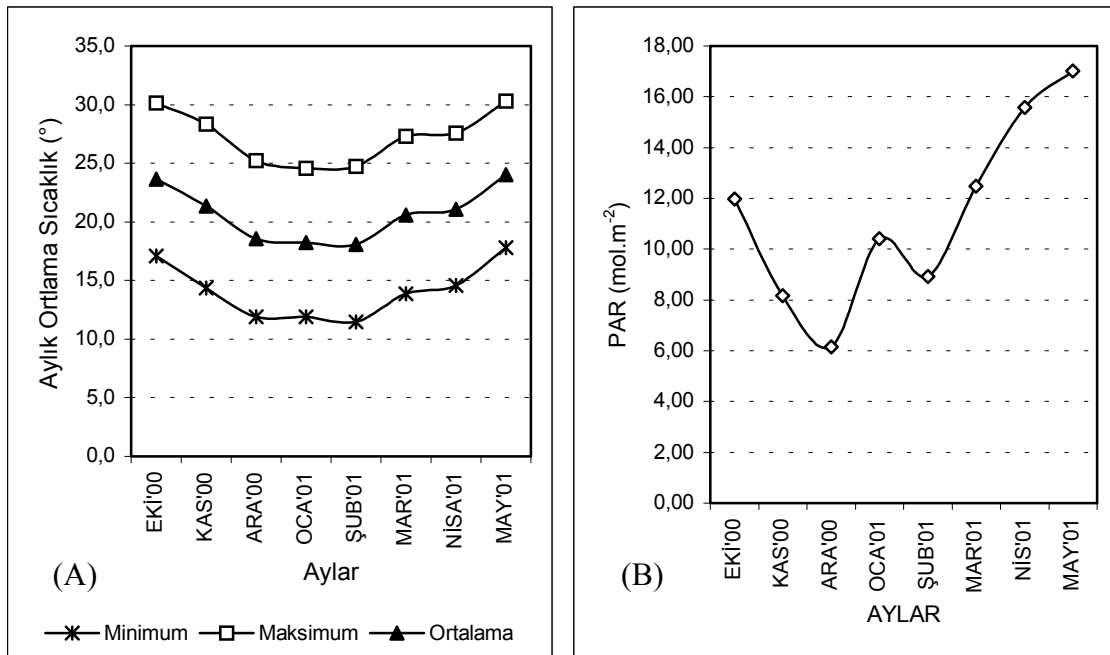 35,0
30,0
25,0
20,0
15,0
10,0
5,0
0,0
Aylık Ortlama Sıcaklık (°)
EKİ'00
KAS'00
ARA'00
OCA'01
ŞUB'01
MAR'01
NİSA'01
MAY'01
Aylar
(A)
Minimum Maksimum Ortalama
18,00
16,00
14,00
12,00
10,00
8,00
6,00
4,00
2,00
0,00
PAR (mol.m⁻²)
EKİ'00
KAS'00
ARA'00
OCA'01
ŞUB'01
MAR'01
NİS'01
MAY'01
AYLAR
(B)